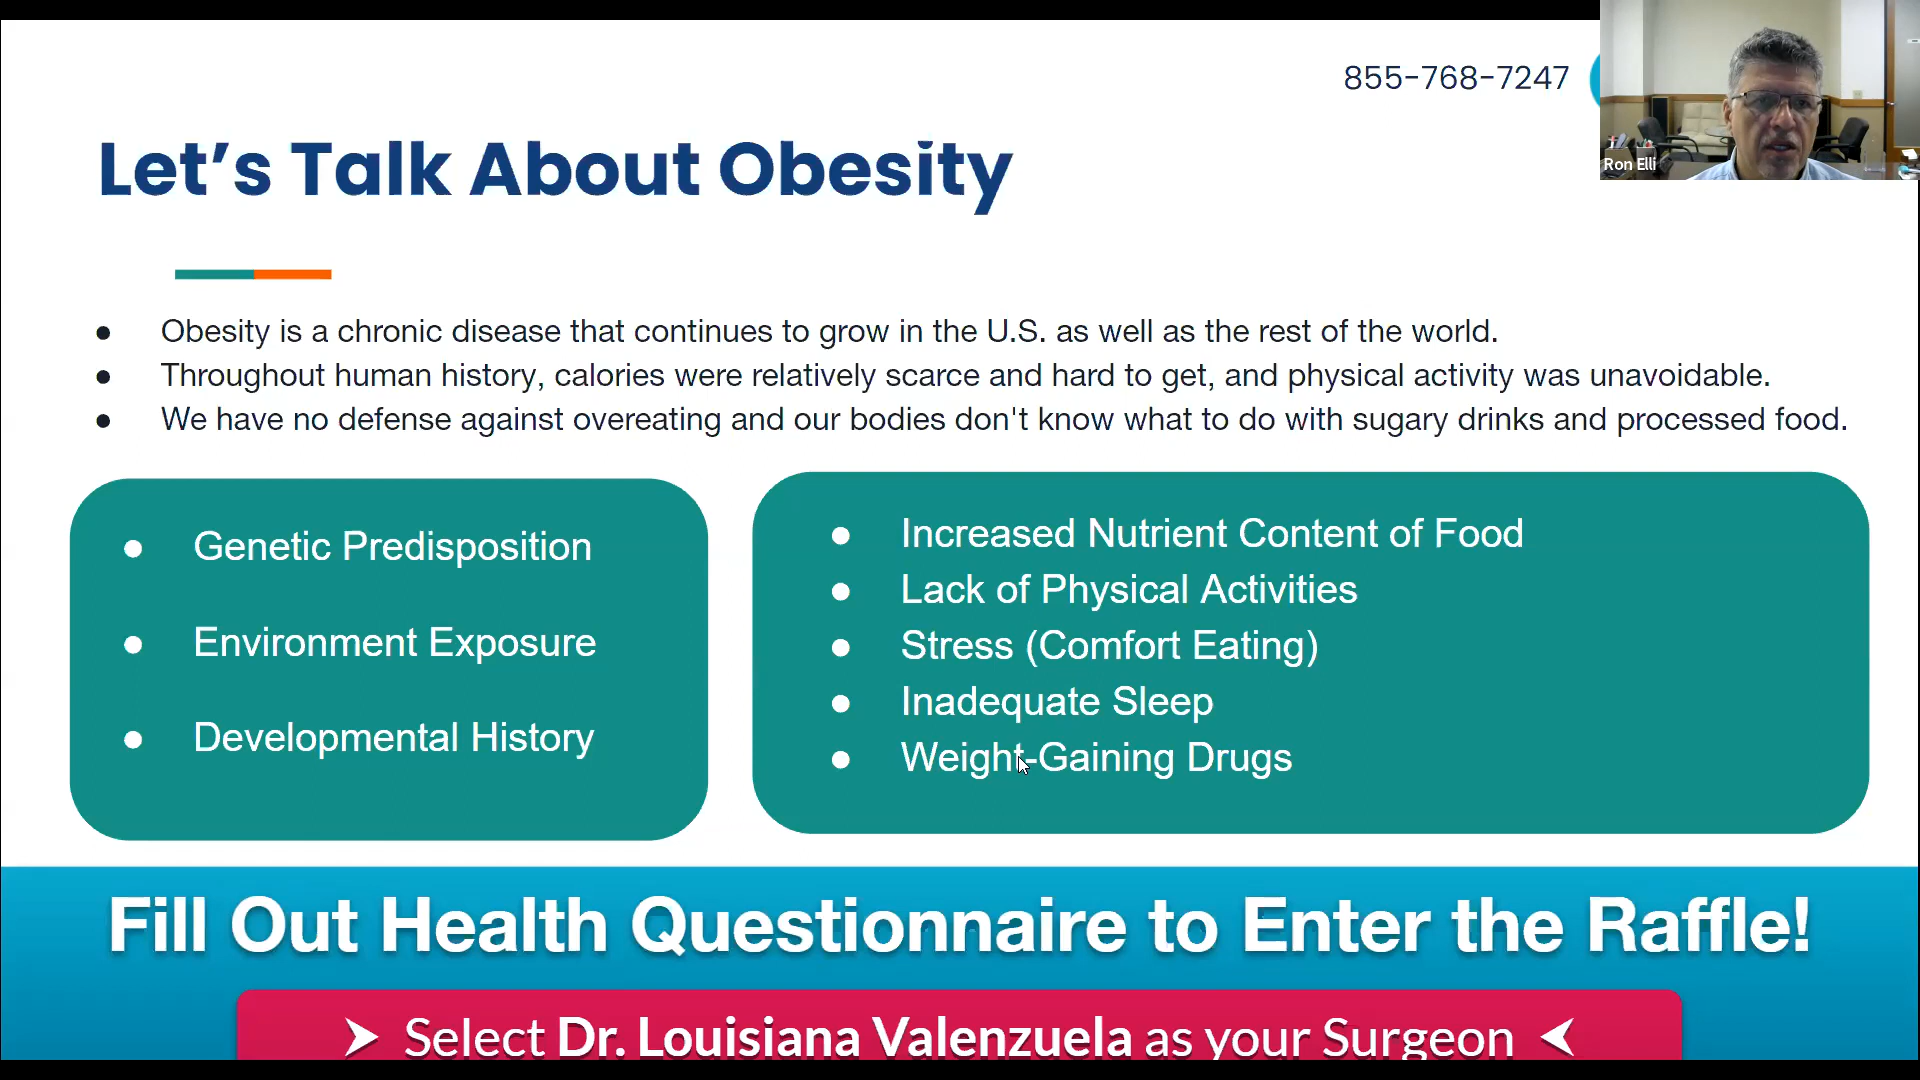 855-768-7247
Ron Elli
Let's Talk About Obesity
● Obesity is a chronic disease that continues to grow in the U.S. as well as the rest of the world.
● Throughout human history, calories were relatively scarce and hard to get, and physical activity was unavoidable.
● We have no defense against overeating and our bodies don't know what to do with sugary drinks and processed food.
● Genetic Predisposition
● Environment Exposure
● Developmental History
● Increased Nutrient Content of Food
● Lack of Physical Activities
● Stress (Comfort Eating)
● Inadequate Sleep
● Weight-Gaining Drugs
Fill Out Health Questionnaire to Enter the Raffle!
➤ Select Dr. Louisiana Valenzuela as your Surgeon ⮜